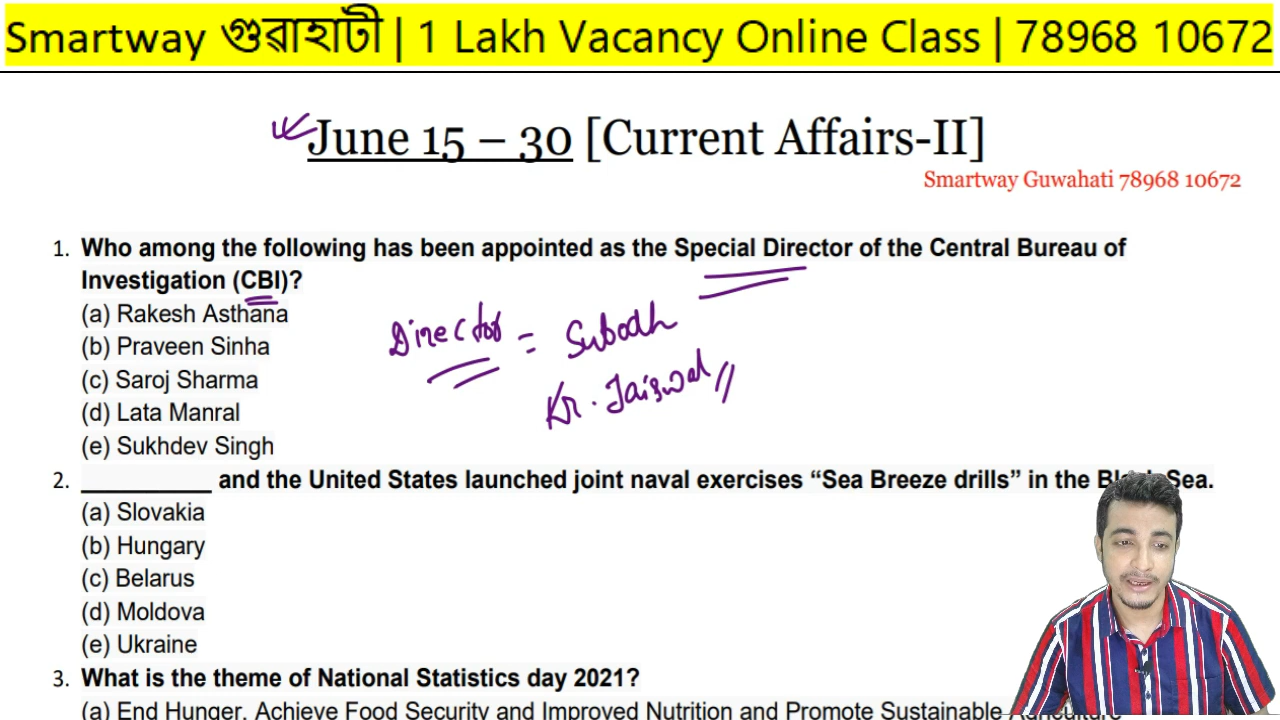 Smartway গুৱাহাটী | 1 Lakh Vacancy Online Class | 78968 10672
June 15 – 30 [Current Affairs-II]
Smartway Guwahati 78968 10672
1. Who among the following has been appointed as the Special Director of the Central Bureau of
Investigation (CBI)?
(a) Rakesh Asthana
(b) Praveen Sinha
(c) Saroj Sharma
(d) Lata Manral
(e) Sukhdev Singh
Director = Subodh
Kr. Jaiswal
2. __________ and the United States launched joint naval exercises “Sea Breeze drills” in the Black Sea.
(a) Slovakia
(b) Hungary
(c) Belarus
(d) Moldova
(e) Ukraine
3. What is the theme of National Statistics day 2021?
(a) End Hunger, Achieve Food Security and Improved Nutrition and Promote Sustainable Agriculture